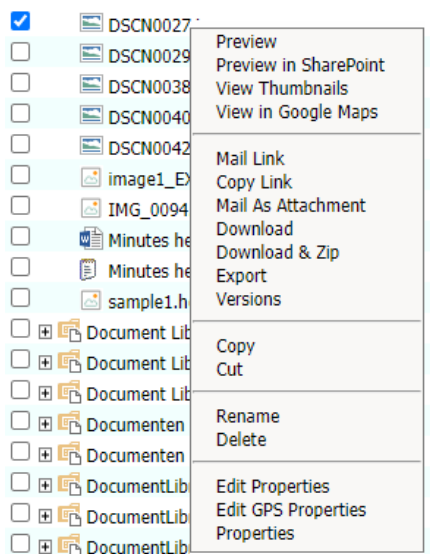 DSCN0027
DSCN0029
DSCN0038
DSCN0040
DSCN0042
image1_E
IMG_0094
Minutes he
Minutes he
sample1.h
Document Lib
Document Lib
Document Lib
Documenten
Documenten
DocumentLib
DocumentLib
DocumentLib
Preview
Preview in SharePoint
View Thumbnails
View in Google Maps
Mail Link
Copy Link
Mail As Attachment
Download
Download & Zip
Export
Versions
Copy
Cut
Rename
Delete
Edit Properties
Edit GPS Properties
Properties